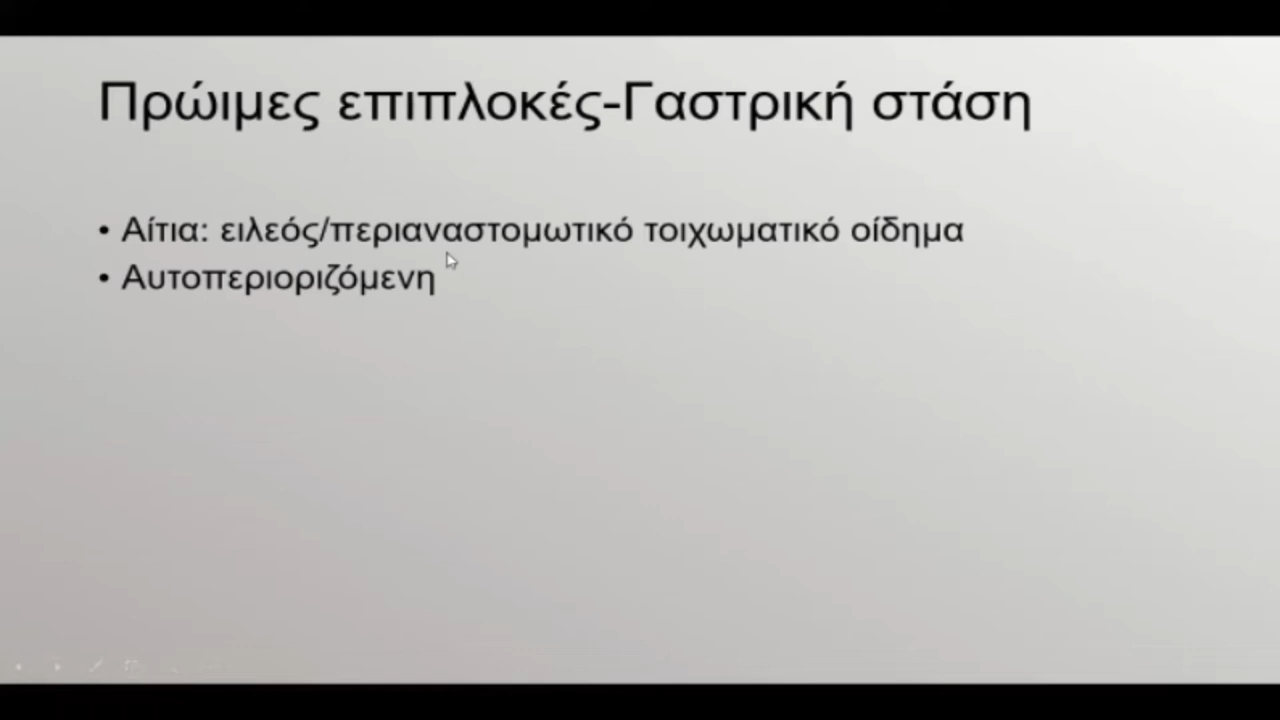 Πρώιμες επιπλοκές-Γαστρική στάση
• Αίτια: ειλεός/περιαναστομωτικό τοιχωματικό οίδημα
• Αυτοπεριοριζόμενη